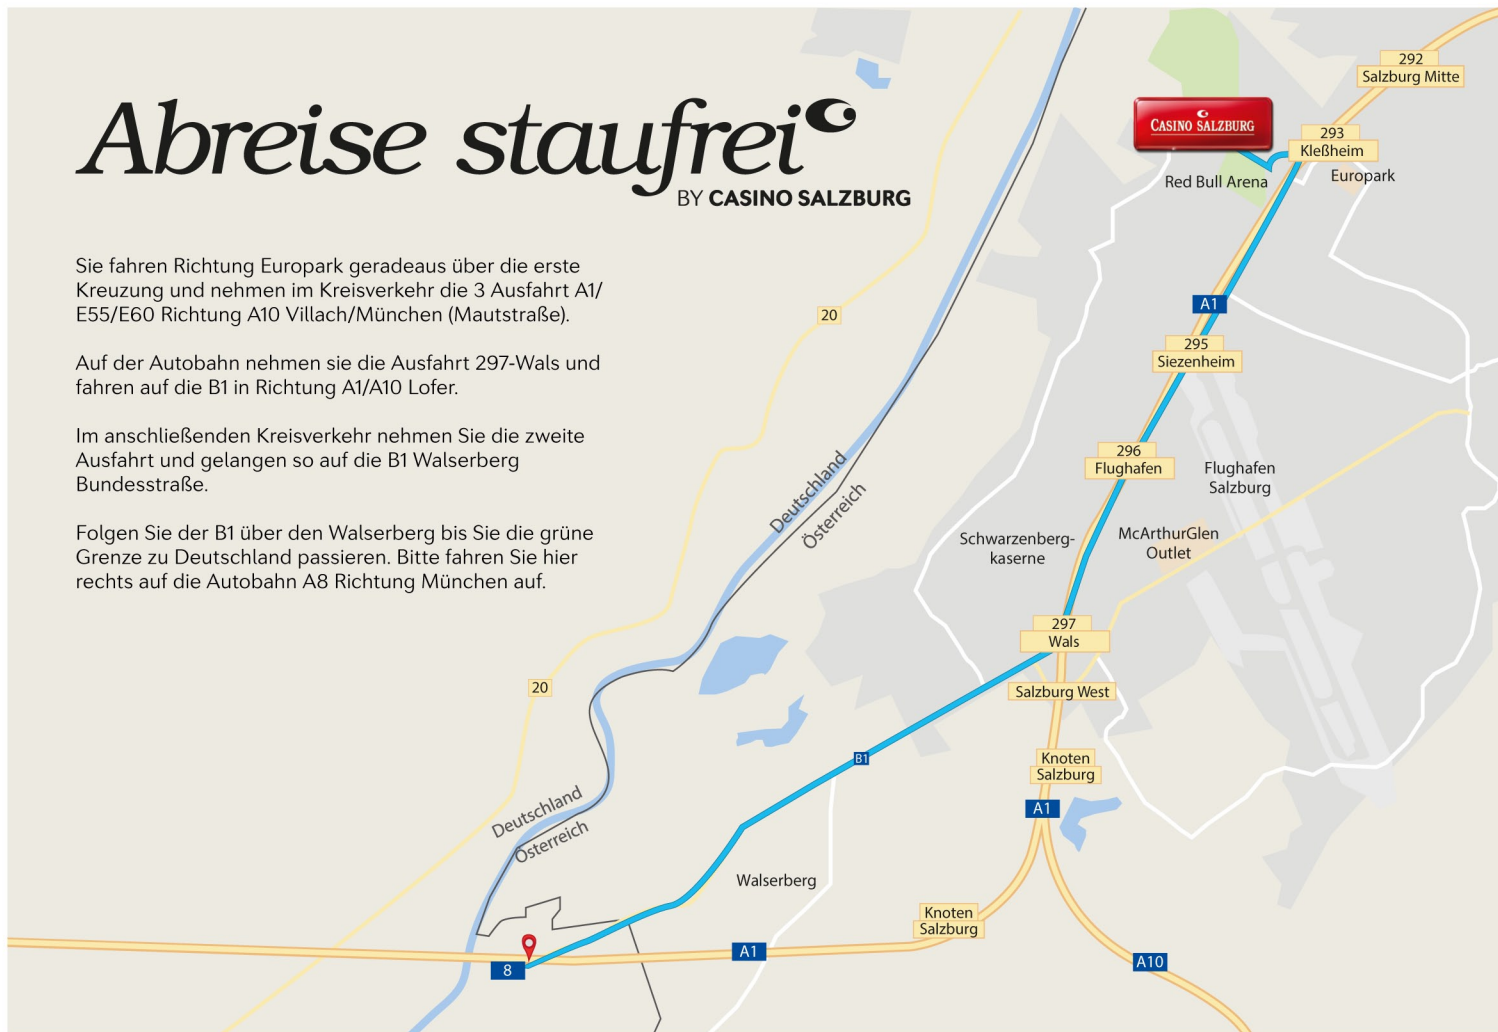 Abreise staufrei
BY CASINO SALZBURG
Sie fahren Richtung Europark geradeaus über die erste
Kreuzung und nehmen im Kreisverkehr die 3 Ausfahrt A1/
E55/E60 Richtung A10 Villach/München (Mautstraße).
Auf der Autobahn nehmen sie die Ausfahrt 297-Wals und
fahren auf die B1 in Richtung A1/A10 Lofer.
Im anschließenden Kreisverkehr nehmen Sie die zweite
Ausfahrt und gelangen so auf die B1 Walserberg
Bundesstraße.
Folgen Sie der B1 über den Walserberg bis Sie die grüne
Grenze zu Deutschland passieren. Bitte fahren Sie hier
rechts auf die Autobahn A8 Richtung München auf.
292
Salzburg Mitte
CASINO SALZBURG
293
Kleßheim
Red Bull Arena
Europark
A1
20
295
Siezenheim
296
Flughafen
Flughafen
Salzburg
Deutschland
Österreich
Schwarzenberg-
kaserne
McArthurGlen
Outlet
297
Wals
20
Salzburg West
B1
Knoten
Salzburg
A1
Deutschland
Österreich
Walserberg
Knoten
Salzburg
A1
A10
8